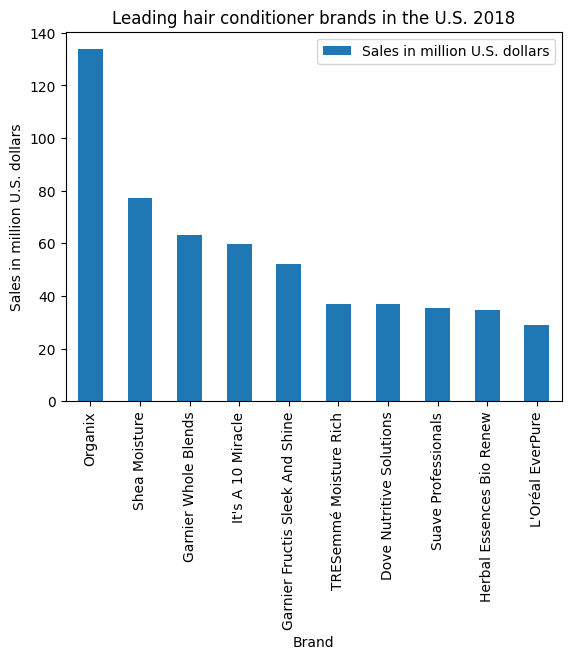 Leading hair conditioner brands in the U.S. 2018
Sales in million U.S. dollars
Sales in million U.S. dollars
140
120
100
80
60
40
20
0
Organix
Shea Moisture
Garnier Whole Blends
It's A 10 Miracle
Garnier Fructis Sleek And Shine
TRESemmé Moisture Rich
Dove Nutritive Solutions
Suave Professionals
Herbal Essences Bio Renew
L'Oréal EverPure
Brand